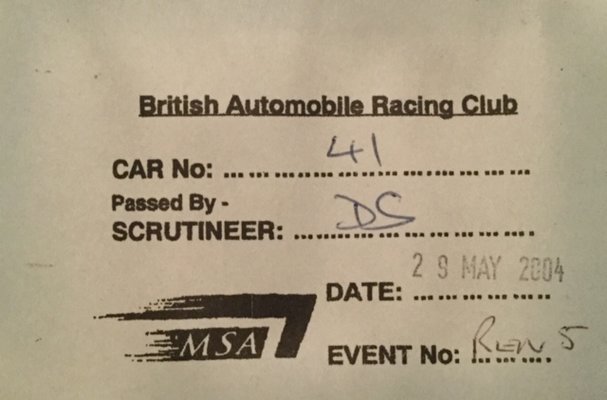 British Automobile Racing Club
CAR No: 41
Passed By -
SCRUTINEER: DS
29 MAY 2004
DATE:
MSA
EVENT No: Ren 5